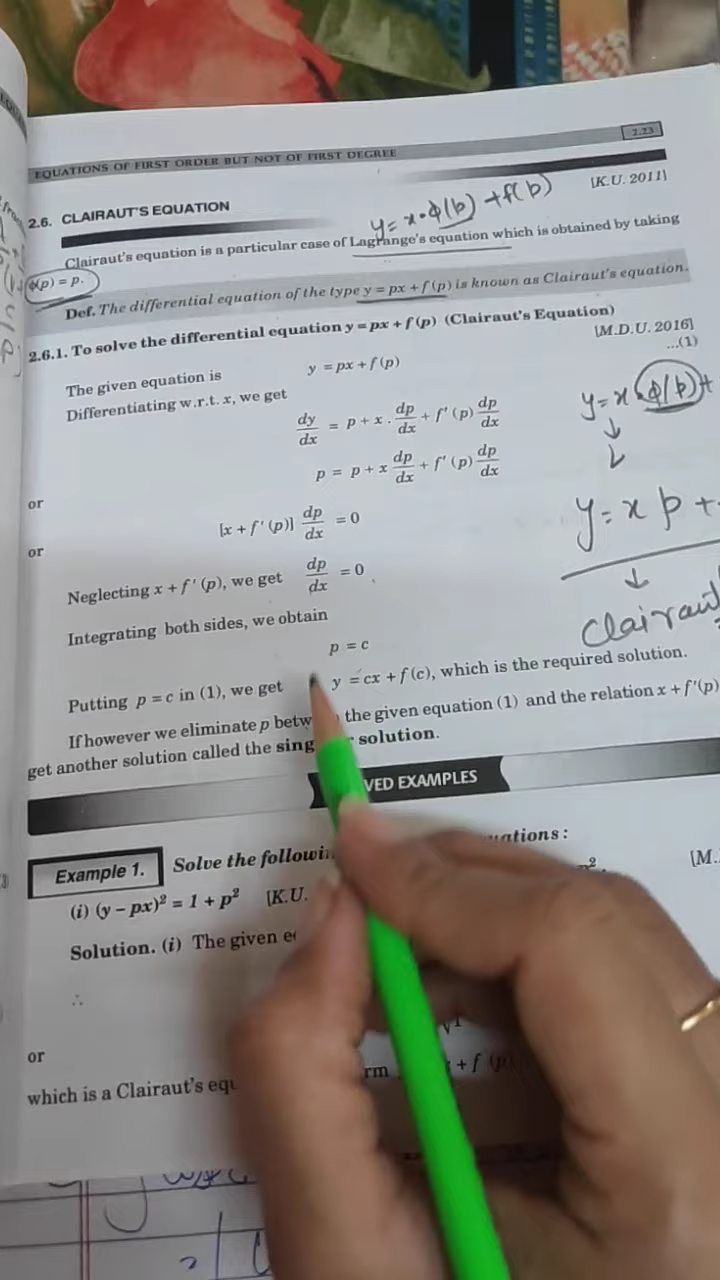 2.23
EQUATIONS OF FIRST ORDER BUT NOT OF FIRST DEGREE
2.6. CLAIRAUT'S EQUATION
[K.U. 2011]
y = x·ϕ(p) + f(p)
Clairaut's equation is a particular case of Lagrange's equation which is obtained by taking
ϕ(p) = p.
Def. The differential equation of the type y = px + f(p) is known as Clairaut's equation.
2.6.1. To solve the differential equation y = px + f(p) (Clairaut's Equation)
[M.D.U. 2016]
The given equation is y = px + f(p) ...(1)
Differentiating w.r.t. x, we get
dy/dx = p + x . dp/dx + f'(p) dp/dx
y = x·ϕ(p) +
p = p + x dp/dx + f'(p) dp/dx
or
[x + f'(p)] dp/dx = 0
y = x p +
or
Neglecting x + f'(p), we get dp/dx = 0
Clairaut
Integrating both sides, we obtain
p = c
Putting p = c in (1), we get y = cx + f(c), which is the required solution.
If however we eliminate p the given equation (1) and the relation x + f'(p)
get another solution called the solution.
EXAMPLES
Example 1. Solve the
(i) (y – px)² = 1 + p² [K.U.
[M.
Solution. (i) The given
∴
or
which is a Clairaut's + f